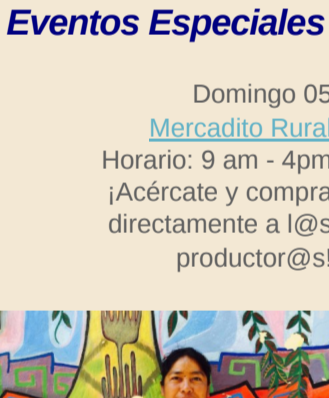 Eventos Especiales
Domingo 05
Mercadito Rural
Horario: 9 am - 4pm
¡Acércate y compra
directamente a l@s
productor@s!